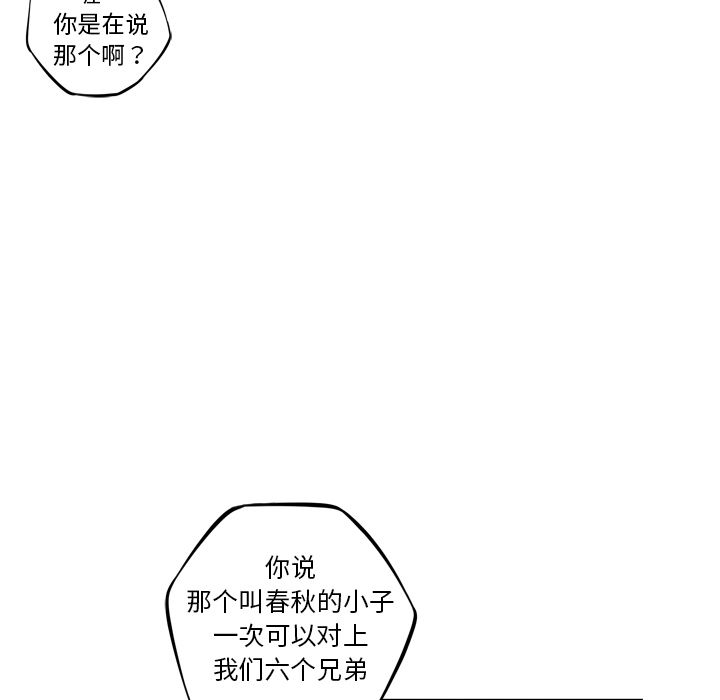 你是在说
那个啊？
你说
那个叫春秋的小子
一次可以对上
我们六个兄弟